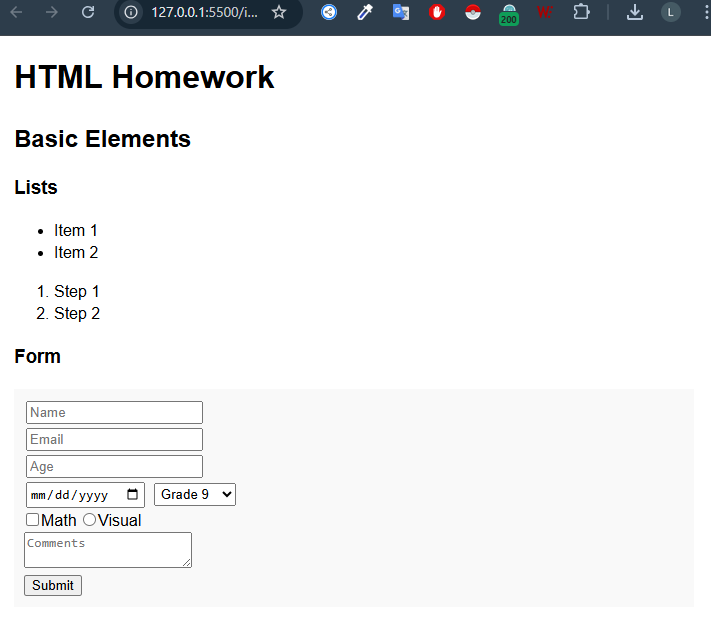 127.0.0.1:5500/i...
200
L
HTML Homework
Basic Elements
Lists
• Item 1
• Item 2
1. Step 1
2. Step 2
Form
Name
Email
Age
mm/dd/yyyy Grade 9
Math Visual
Comments
Submit